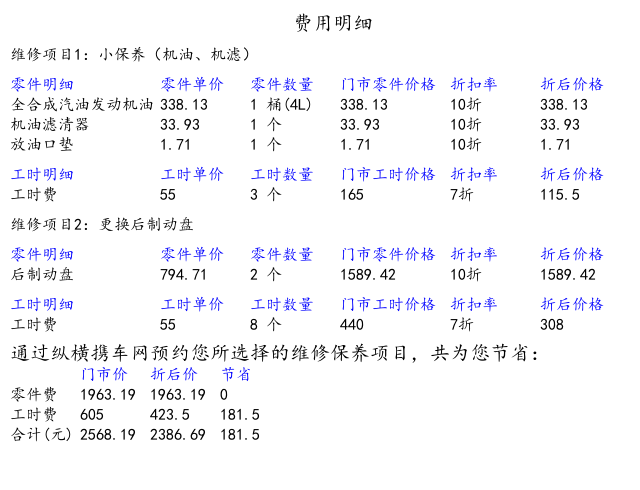 费用明细
维修项目1: 小保养（机油、机滤）
零件明细 零件单价 零件数量 门市零件价格 折扣率 折后价格
全合成汽油发动机油 338.13 1 桶(4L) 338.13 10折 338.13
机油滤清器 33.93 1 个 33.93 10折 33.93
放油口垫 1.71 1 个 1.71 10折 1.71
工时明细 工时单价 工时数量 门市工时价格 折扣率 折后价格
工时费 55 3 个 165 7折 115.5
维修项目2: 更换后制动盘
零件明细 零件单价 零件数量 门市零件价格 折扣率 折后价格
后制动盘 794.71 2 个 1589.42 10折 1589.42
工时明细 工时单价 工时数量 门市工时价格 折扣率 折后价格
工时费 55 8 个 440 7折 308
通过纵横携车网预约您所选择的维修保养项目，共为您节省：
门市价 折后价 节省
零件费 1963.19 1963.19 0
工时费 605 423.5 181.5
合计(元) 2568.19 2386.69 181.5